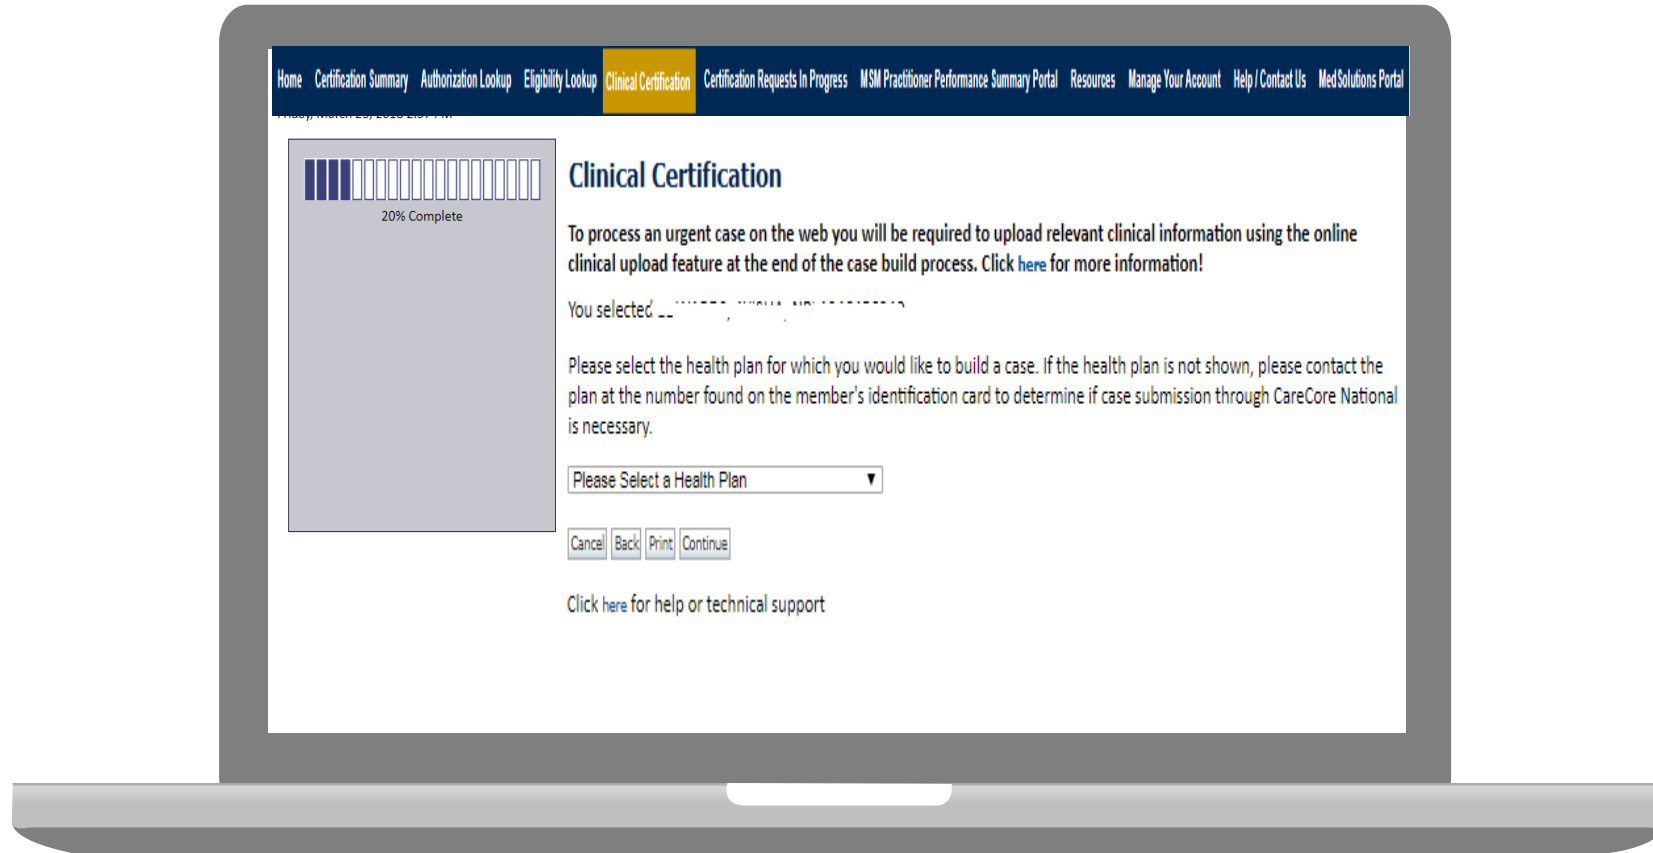 Home Certification Summary Authorization Lookup Eligibility Lookup Clinical Certification Certification Requests In Progress MSM Practitioner Performance Summary Portal Resources Manage Your Account Help / Contact Us MedSolutions Portal
20% Complete
Clinical Certification
To process an urgent case on the web you will be required to upload relevant clinical information using the online
clinical upload feature at the end of the case build process. Click here for more information!
You selected
Please select the health plan for which you would like to build a case. If the health plan is not shown, please contact the
plan at the number found on the member's identification card to determine if case submission through CareCore National
is necessary.
Please Select a Health Plan
Cancel Back Print Continue
Click here for help or technical support